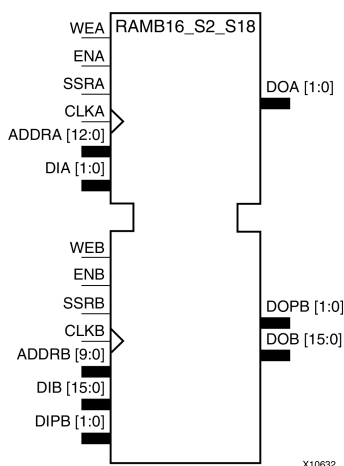 RAMB16_S2_S18
WEA
ENA
SSRA
CLKA
ADDRA [12:0]
DIA [1:0]
DOA [1:0]
WEB
ENB
SSRB
CLKB
ADDRB [9:0]
DIB [15:0]
DIPB [1:0]
DOPB [1:0]
DOB [15:0]
X10632